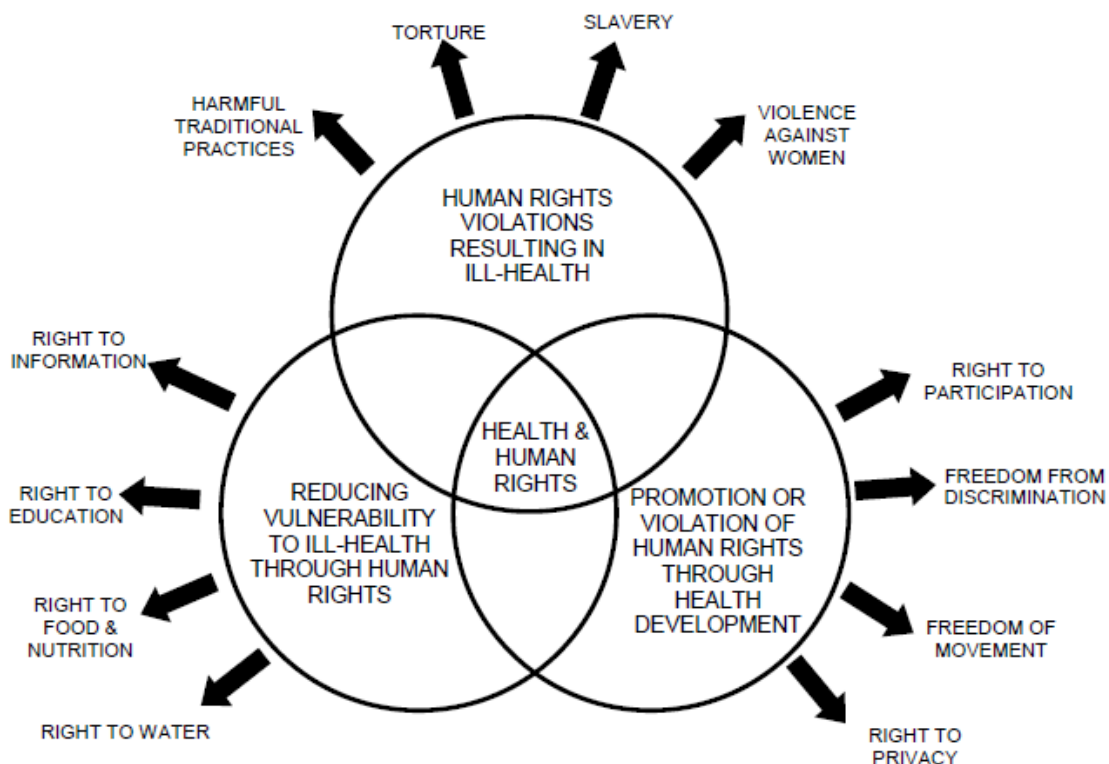 TORTURE
SLAVERY
HARMFUL
TRADITIONAL
PRACTICES
VIOLENCE
AGAINST
WOMEN
HUMAN RIGHTS
VIOLATIONS
RESULTING IN
ILL-HEALTH
RIGHT TO
INFORMATION
RIGHT TO
PARTICIPATION
HEALTH &
HUMAN
RIGHTS
RIGHT TO
EDUCATION
REDUCING
VULNERABILITY
TO ILL-HEALTH
THROUGH HUMAN
RIGHTS
PROMOTION OR
VIOLATION OF
HUMAN RIGHTS
THROUGH
HEALTH
DEVELOPMENT
FREEDOM FROM
DISCRIMINATION
RIGHT TO
FOOD &
NUTRITION
FREEDOM OF
MOVEMENT
RIGHT TO WATER
RIGHT TO
PRIVACY